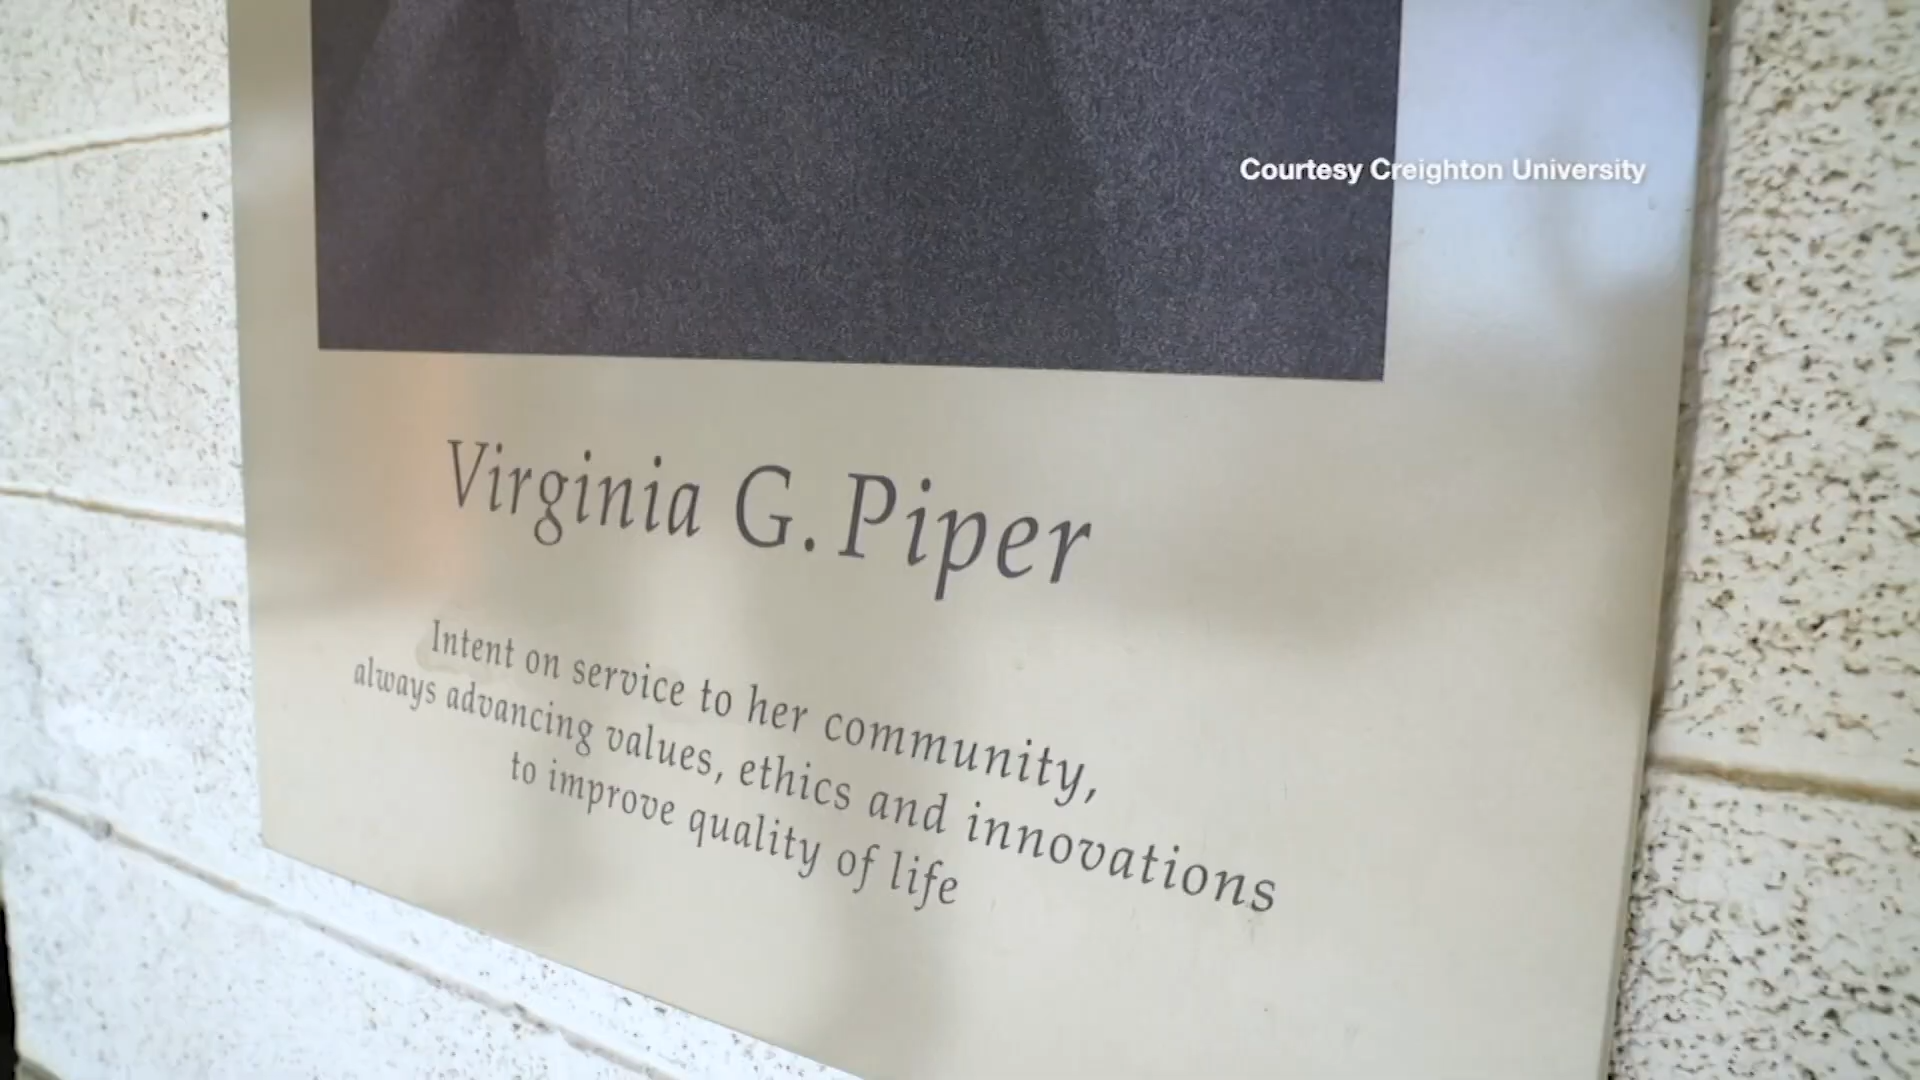 Courtesy Creighton University
Virginia G. Piper
Intent on service to her community,
always advancing values, ethics and innovations
to improve quality of life